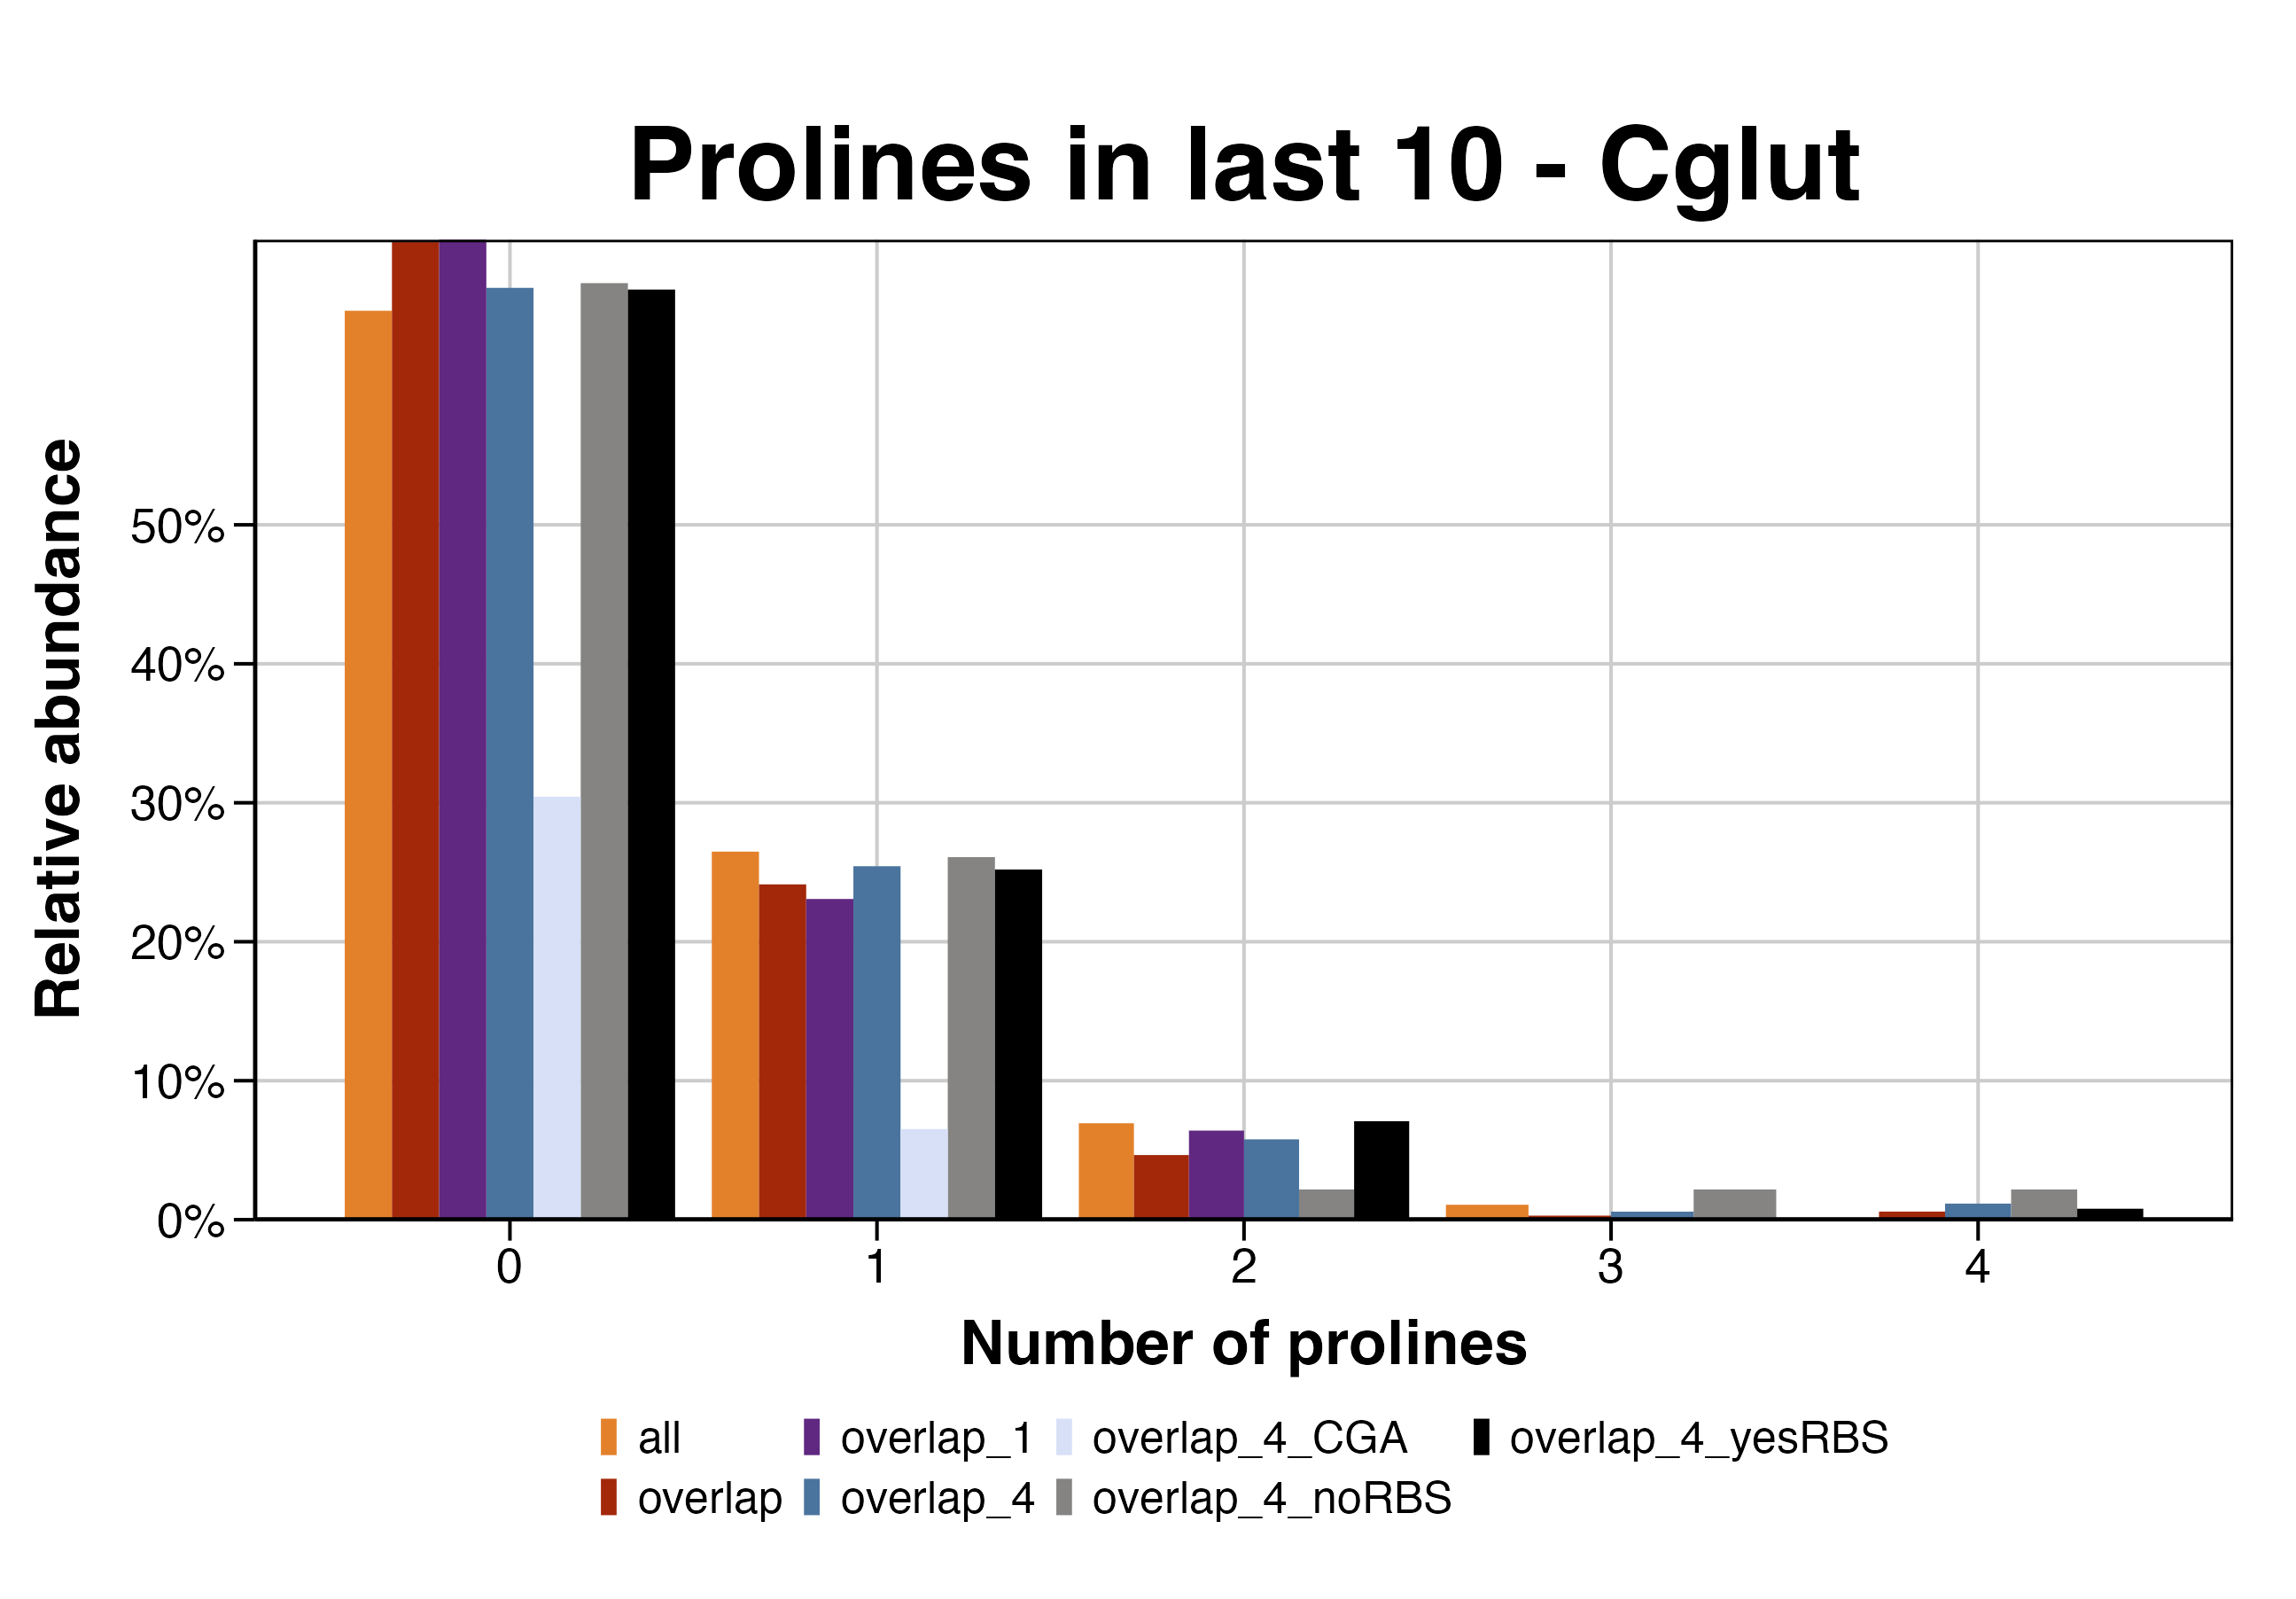 Prolines in last 10 - Cglut
Relative abundance
50%
40%
30%
20%
10%
0%
0 1 2 3 4
Number of prolines
all overlap_1 overlap_4_CGA overlap_4_yesRBS
overlap overlap_4 overlap_4_noRBS